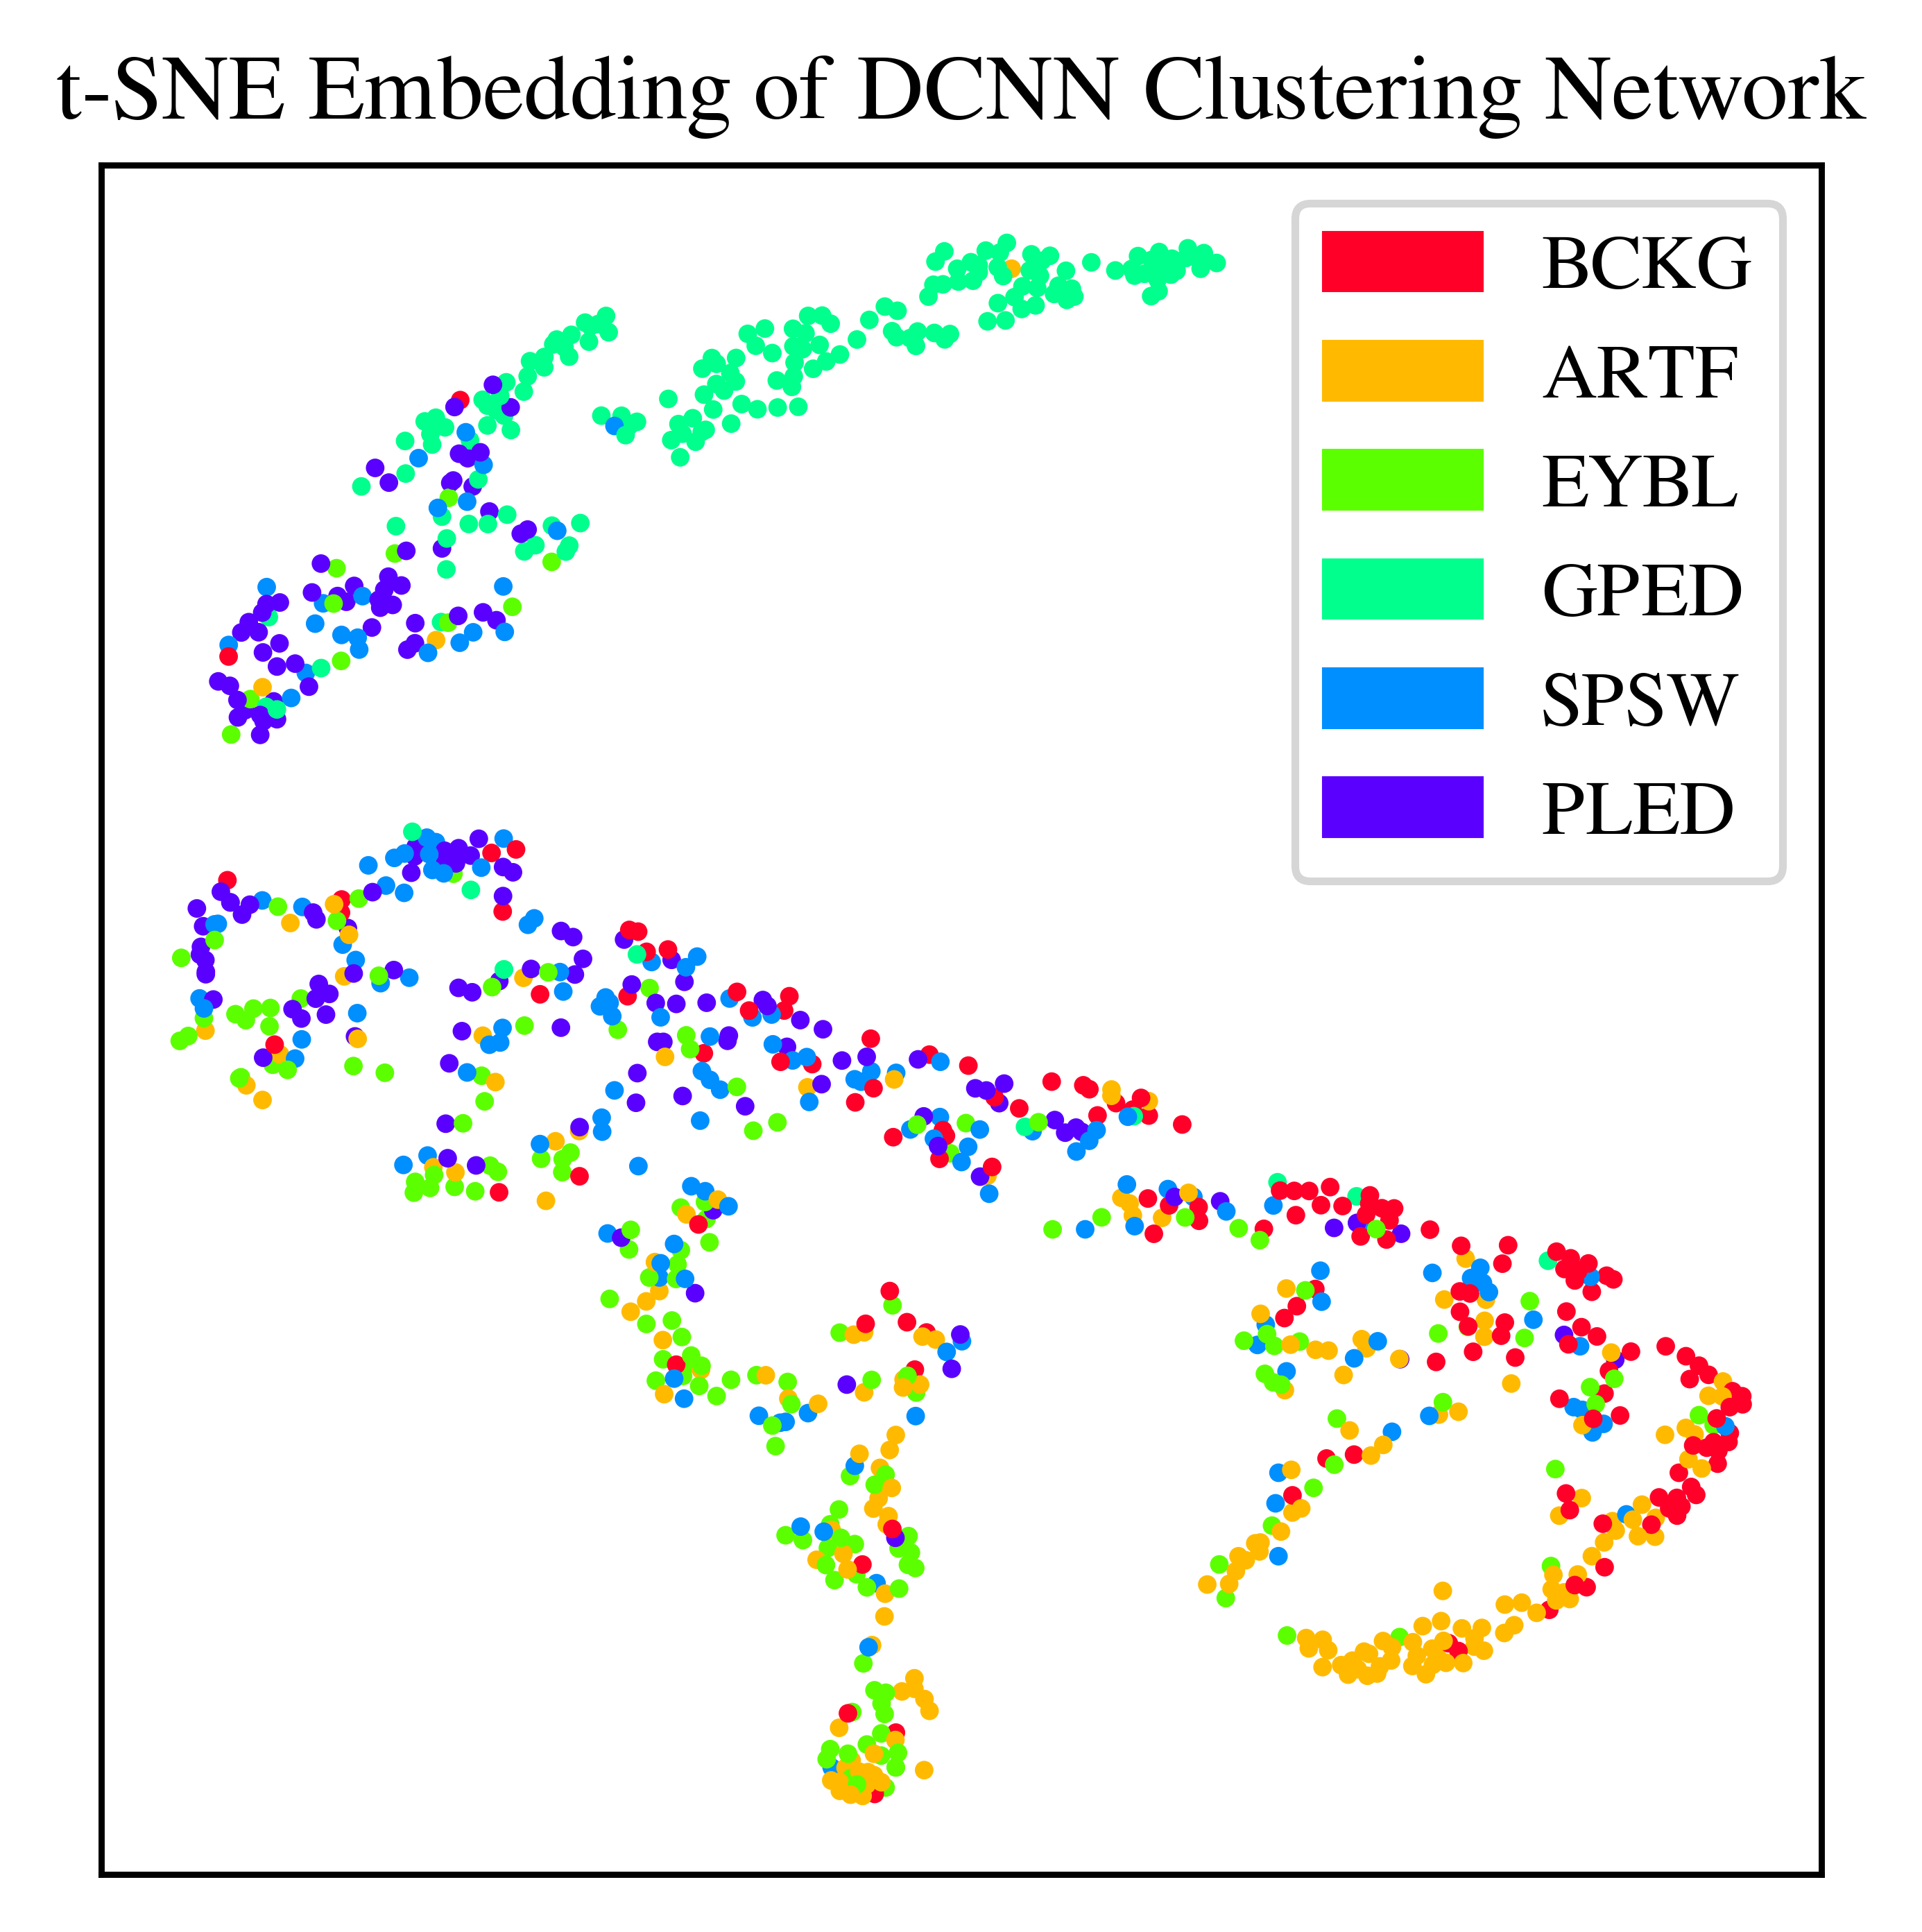 t-SNE Embedding of DCNN Clustering Network
BCKG
ARTF
EYBL
GPED
SPSW
PLED